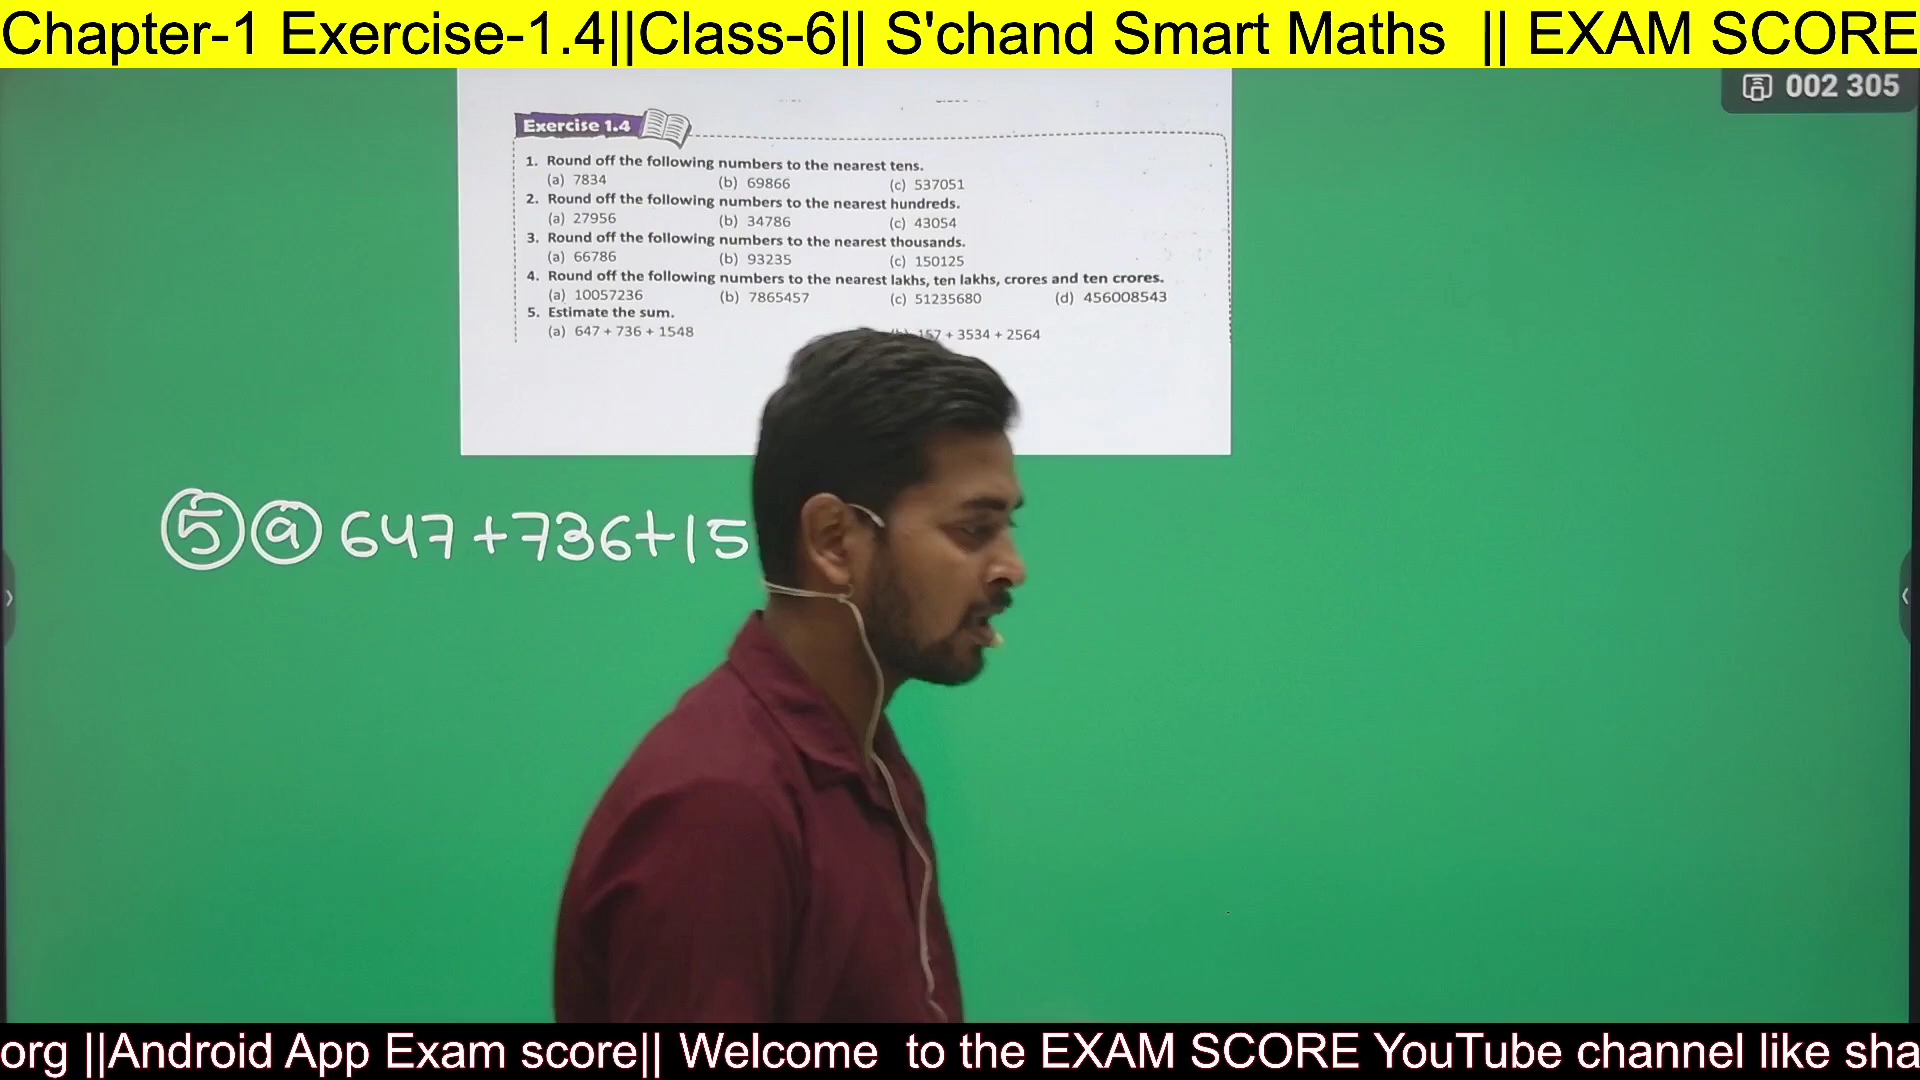 Chapter-1 Exercise-1.4||Class-6|| S'chand Smart Maths || EXAM SCORE
002 305
Exercise 1.4
1. Round off the following numbers to the nearest tens.
(a) 7834 (b) 69866 (c) 537051
2. Round off the following numbers to the nearest hundreds.
(a) 27956 (b) 34786 (c) 43054
3. Round off the following numbers to the nearest thousands.
(a) 66786 (b) 93235 (c) 150125
4. Round off the following numbers to the nearest lakhs, ten lakhs, crores and ten crores.
(a) 10057236 (b) 7865457 (c) 51235680 (d) 456008543
5. Estimate the sum.
(a) 647 + 736 + 1548 157 + 3534 + 2564
5 a 647+736+15
org ||Android App Exam score|| Welcome to the EXAM SCORE YouTube channel like sha